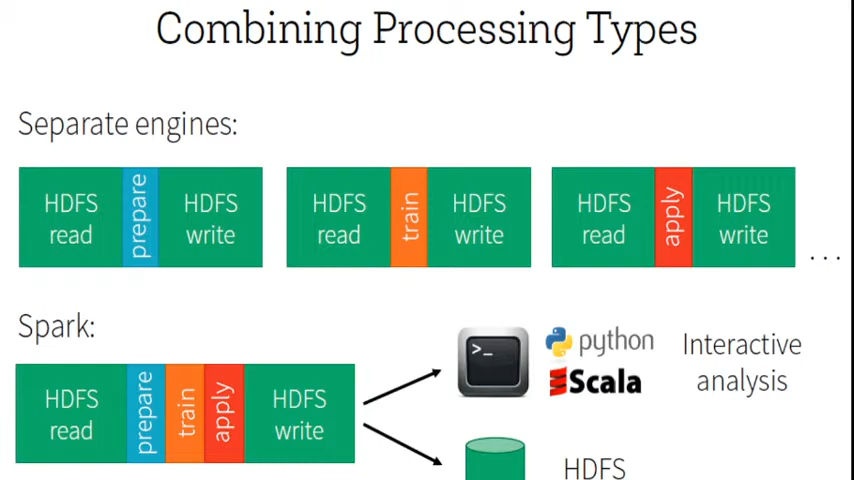 Combining Processing Types
Separate engines:
HDFS read
prepare
HDFS write
HDFS read
train
HDFS write
HDFS read
apply
HDFS write
...
Spark:
HDFS read
prepare
train
apply
HDFS write
>_
python
Scala
Interactive analysis
HDFS